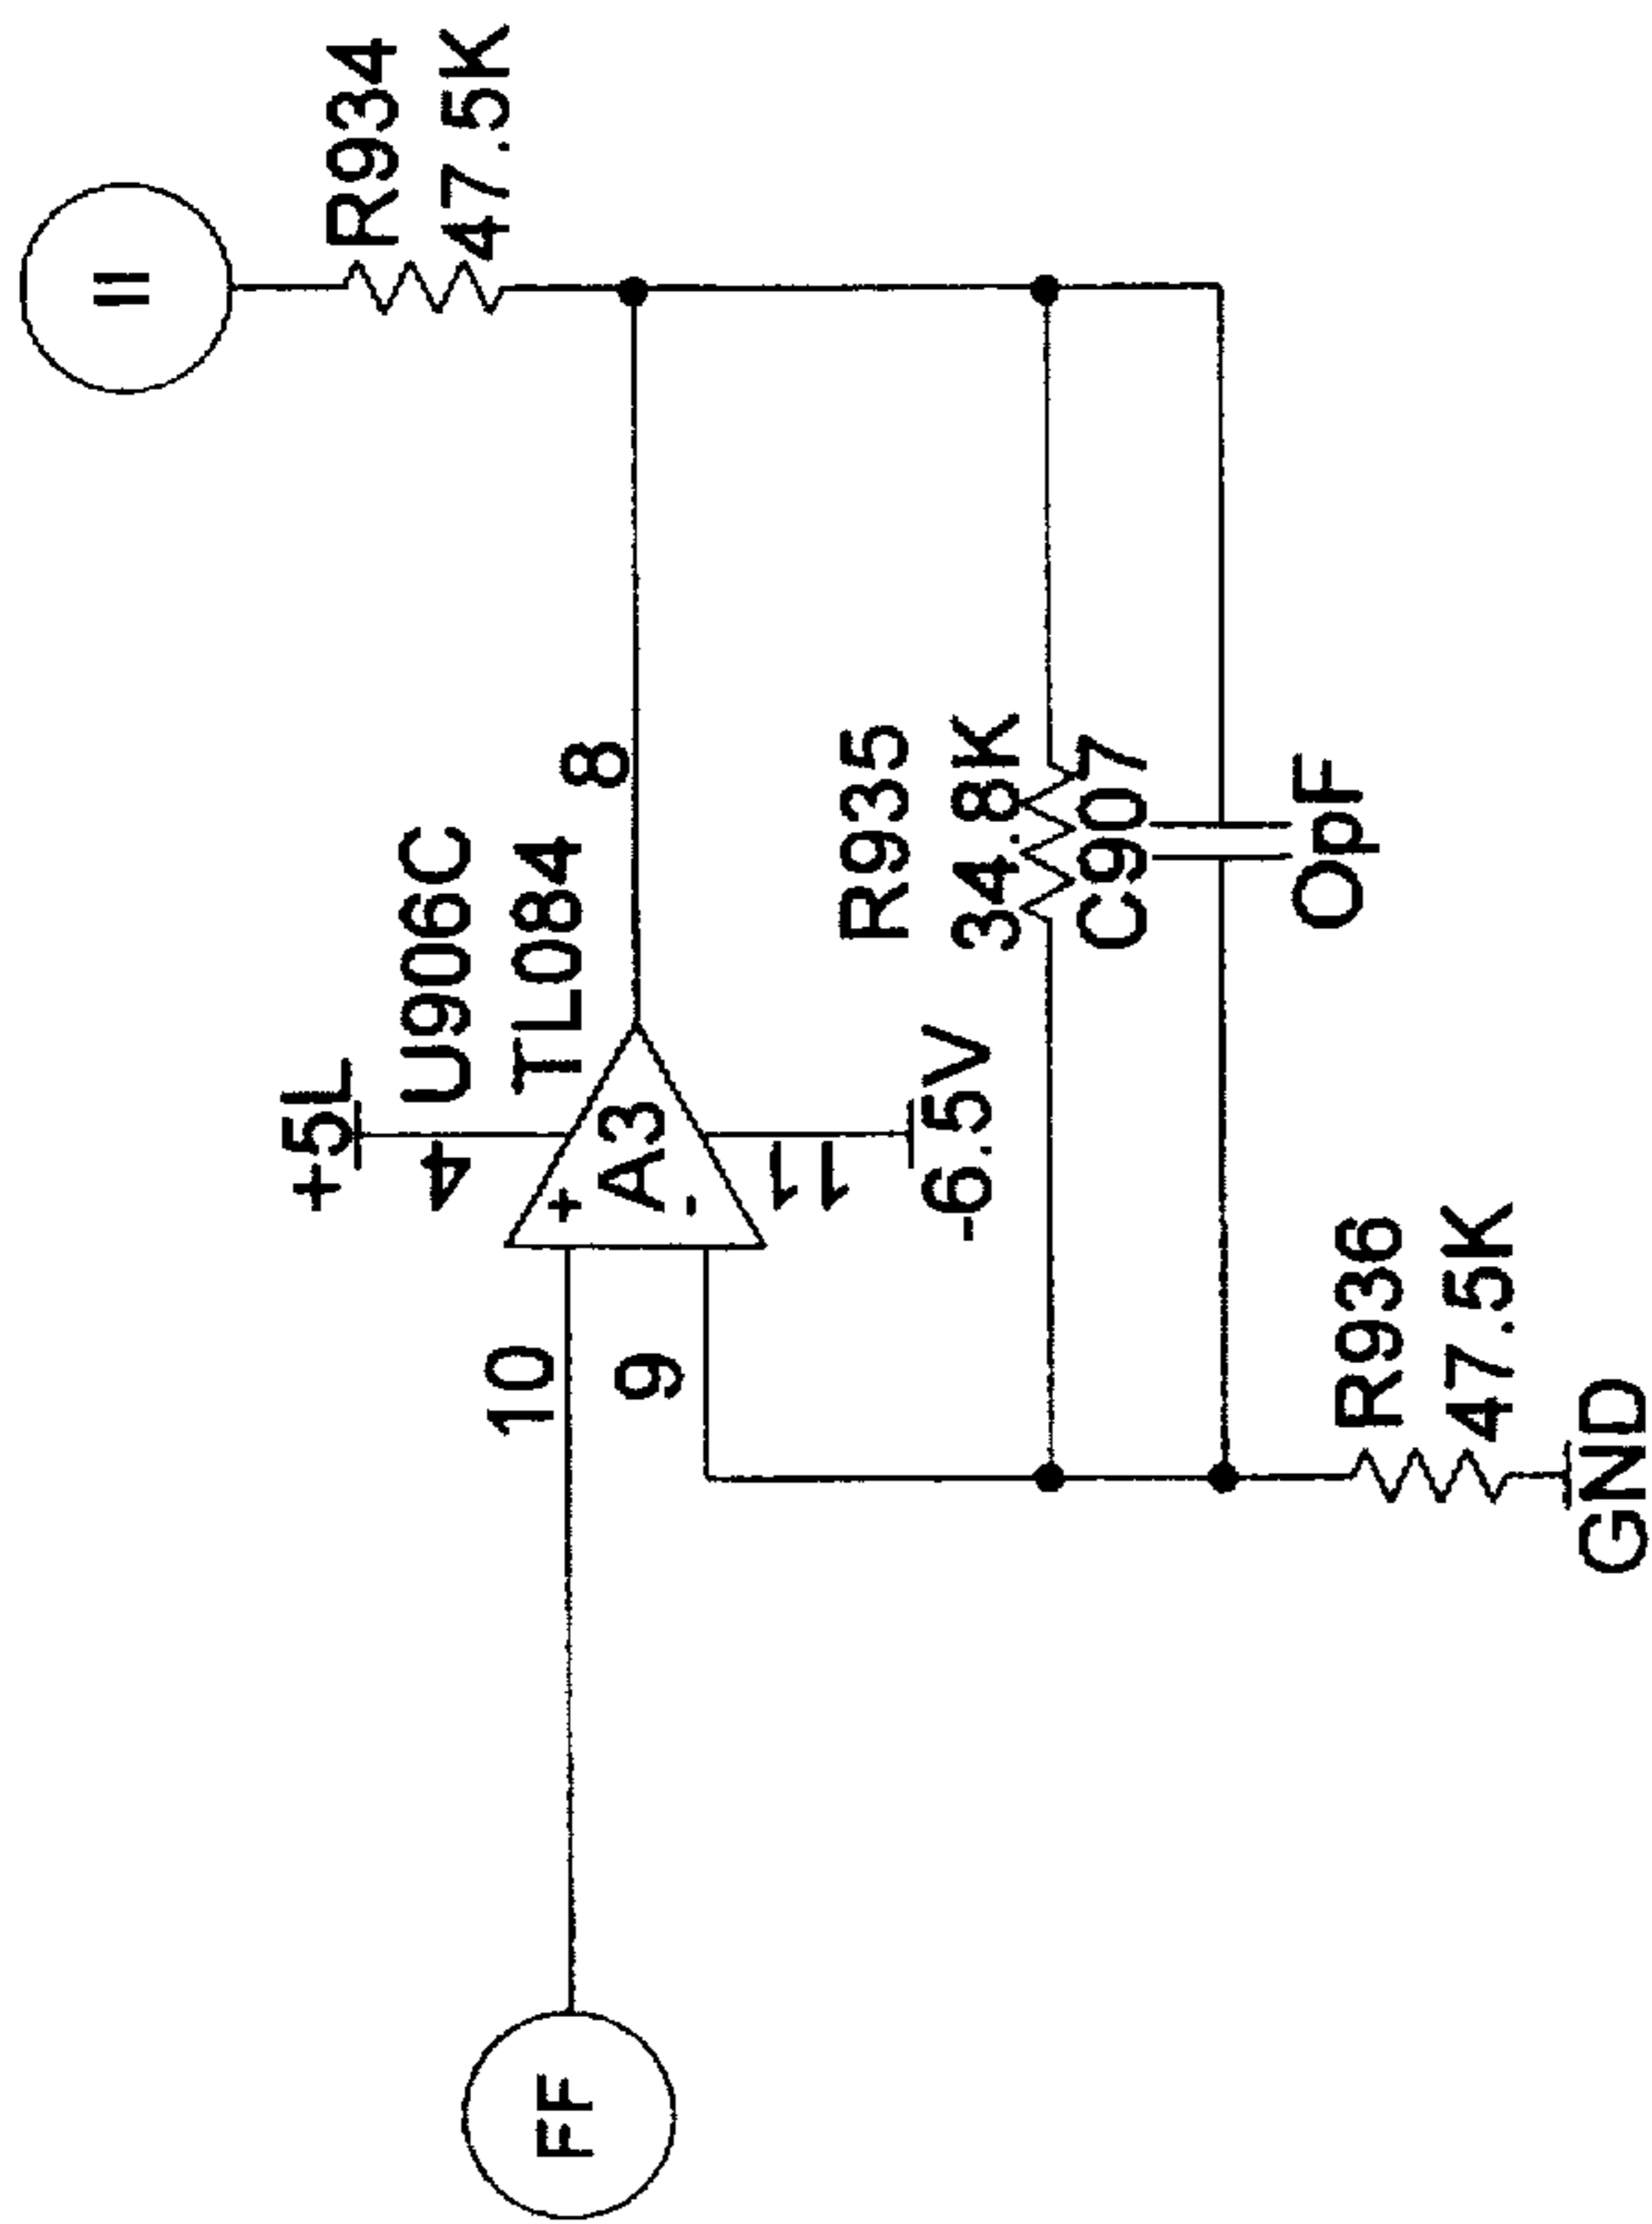 II
R934
47.5K
+5L
4
U906C
TL084
10
+
A3
-
8
9
11
-6.5V
FF
R935
34.8K
C907
OpF
R936
47.5K
GND